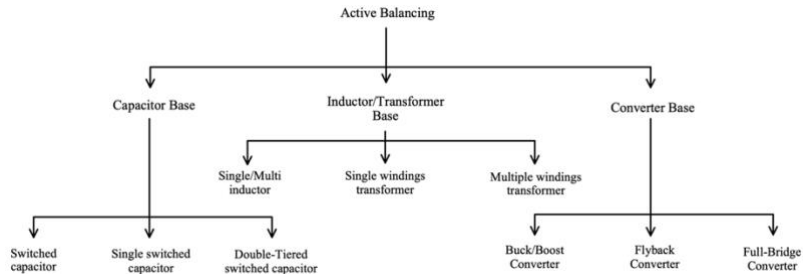 Active Balancing
Capacitor Base
Inductor/Transformer
Base
Converter Base
Single/Multi
inductor
Single windings
transformer
Multiple windings
transformer
Switched
capacitor
Single switched
capacitor
Double-Tiered
switched capacitor
Buck/Boost
Converter
Flyback
Converter
Full-Bridge
Converter